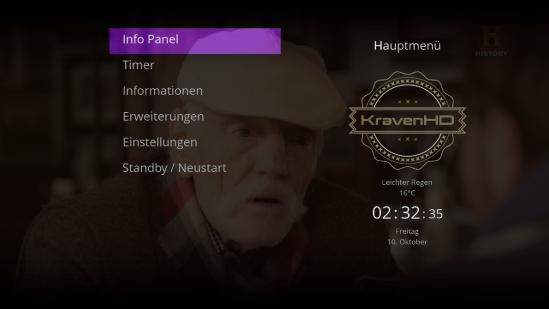 Info Panel
Timer
Informationen
Erweiterungen
Einstellungen
Standby / Neustart
Hauptmenü
HISTORY
KravenHD
Leichter Regen
16°C
02:32:35
Freitag
10. Oktober